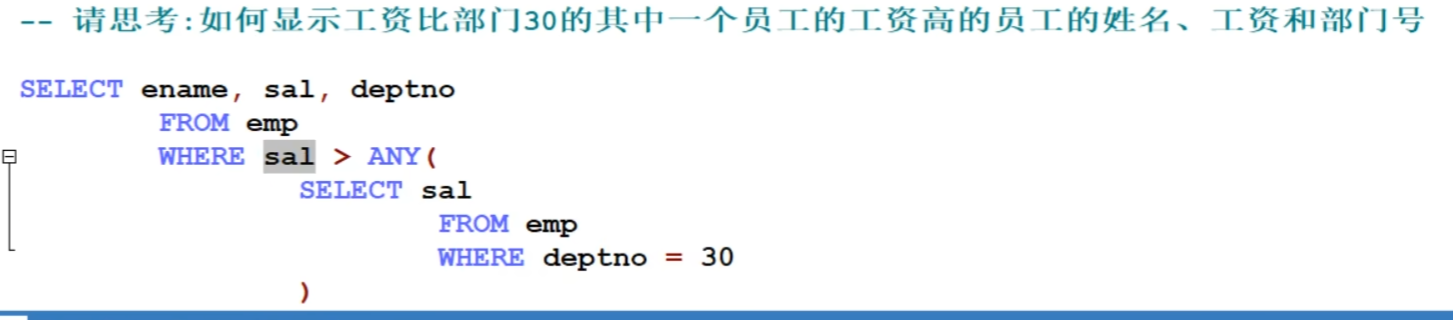 -- 请思考:如何显示工资比部门30的其中一个员工的工资高的员工的姓名、工资和部门号
SELECT ename, sal, deptno
FROM emp
WHERE sal > ANY(
SELECT sal
FROM emp
WHERE deptno = 30
)